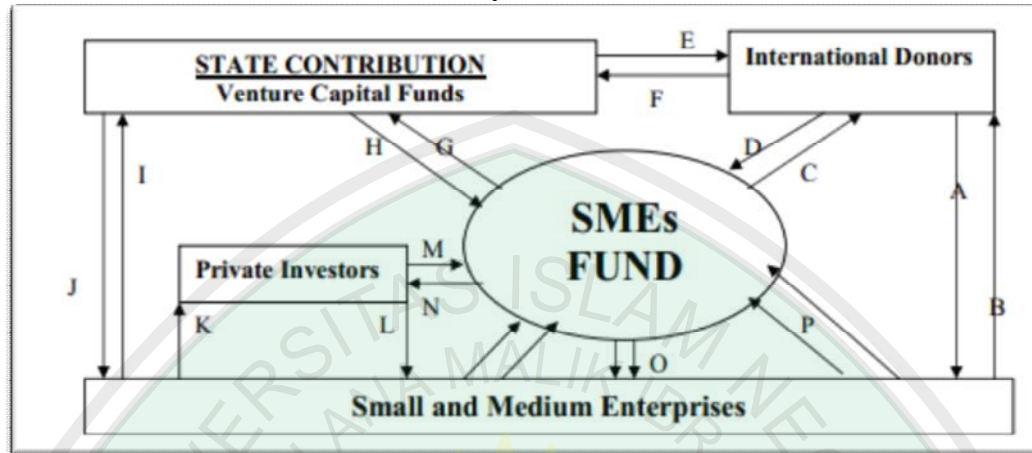 STATE CONTRIBUTION
Venture Capital Funds
E
International Donors
F
H
G
D
C
I
A
SMEs
FUND
Private Investors
M
J
N
K
L
P
B
O
Small and Medium Enterprises